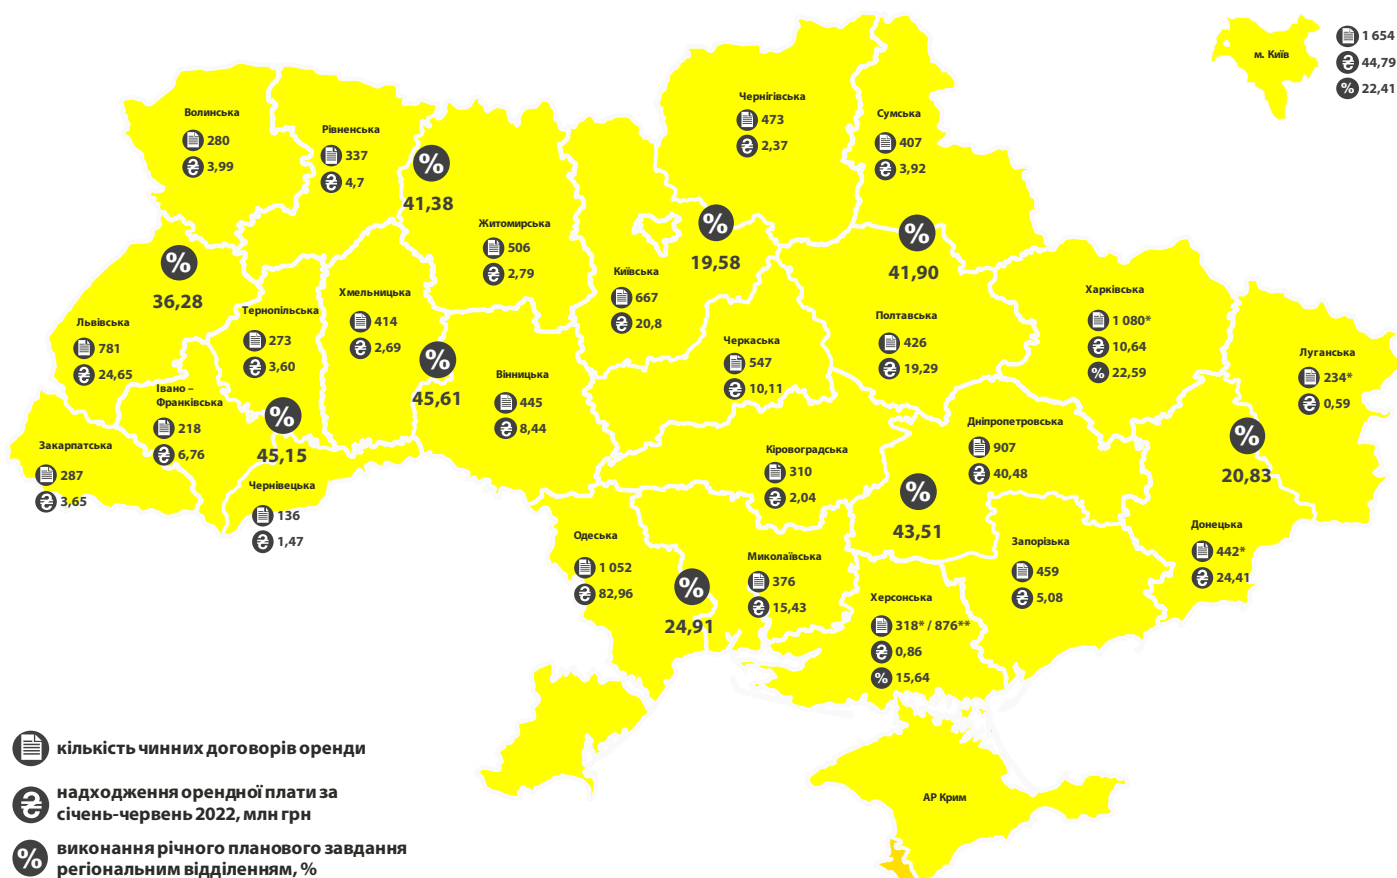 м. Київ
1 654
44,79
% 22,41
Чернігівська
473
2,37
Сумська
407
3,92
Волинська
280
3,99
Рівненська
337
4,7
%
41,38
Житомирська
506
2,79
%
19,58
%
41,90
%
36,28
Київська
667
20,8
Харківська
1 080*
10,64
% 22,59
Хмельницька
414
2,69
Тернопільська
273
3,60
Львівська
781
24,65
Полтавська
426
19,29
Черкаська
547
10,11
Луганська
234*
0,59
%
45,61
Вінницька
445
8,44
Івано –
Франківська
218
6,76
%
45,15
Закарпатська
287
3,65
Чернівецька
136
1,47
Кіровоградська
310
2,04
Дніпропетровська
907
40,48
%
20,83
%
43,51
Донецька
442*
24,41
Одеська
1 052
82,96
%
24,91
Миколаївська
376
15,43
Запорізька
459
5,08
Херсонська
318* / 876**
0,86
% 15,64
АР Крим
кількість чинних договорів оренди
надходження орендної плати за
січень-червень 2022, млн грн
% виконання річного планового завдання
регіональним відділенням, %